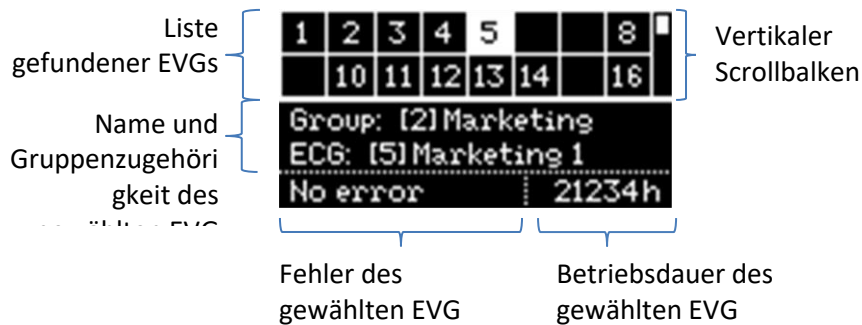 Liste
gefundener EVGs
1 2 3 4 5 8
10 11 12 13 14 16
Vertikaler
Scrollbalken
Name und
Gruppenzugehöri
gkeit des
Group: [2] Marketing
ECG: [5] Marketing 1
No error 21234h
Fehler des
gewählten EVG
Betriebsdauer des
gewählten EVG